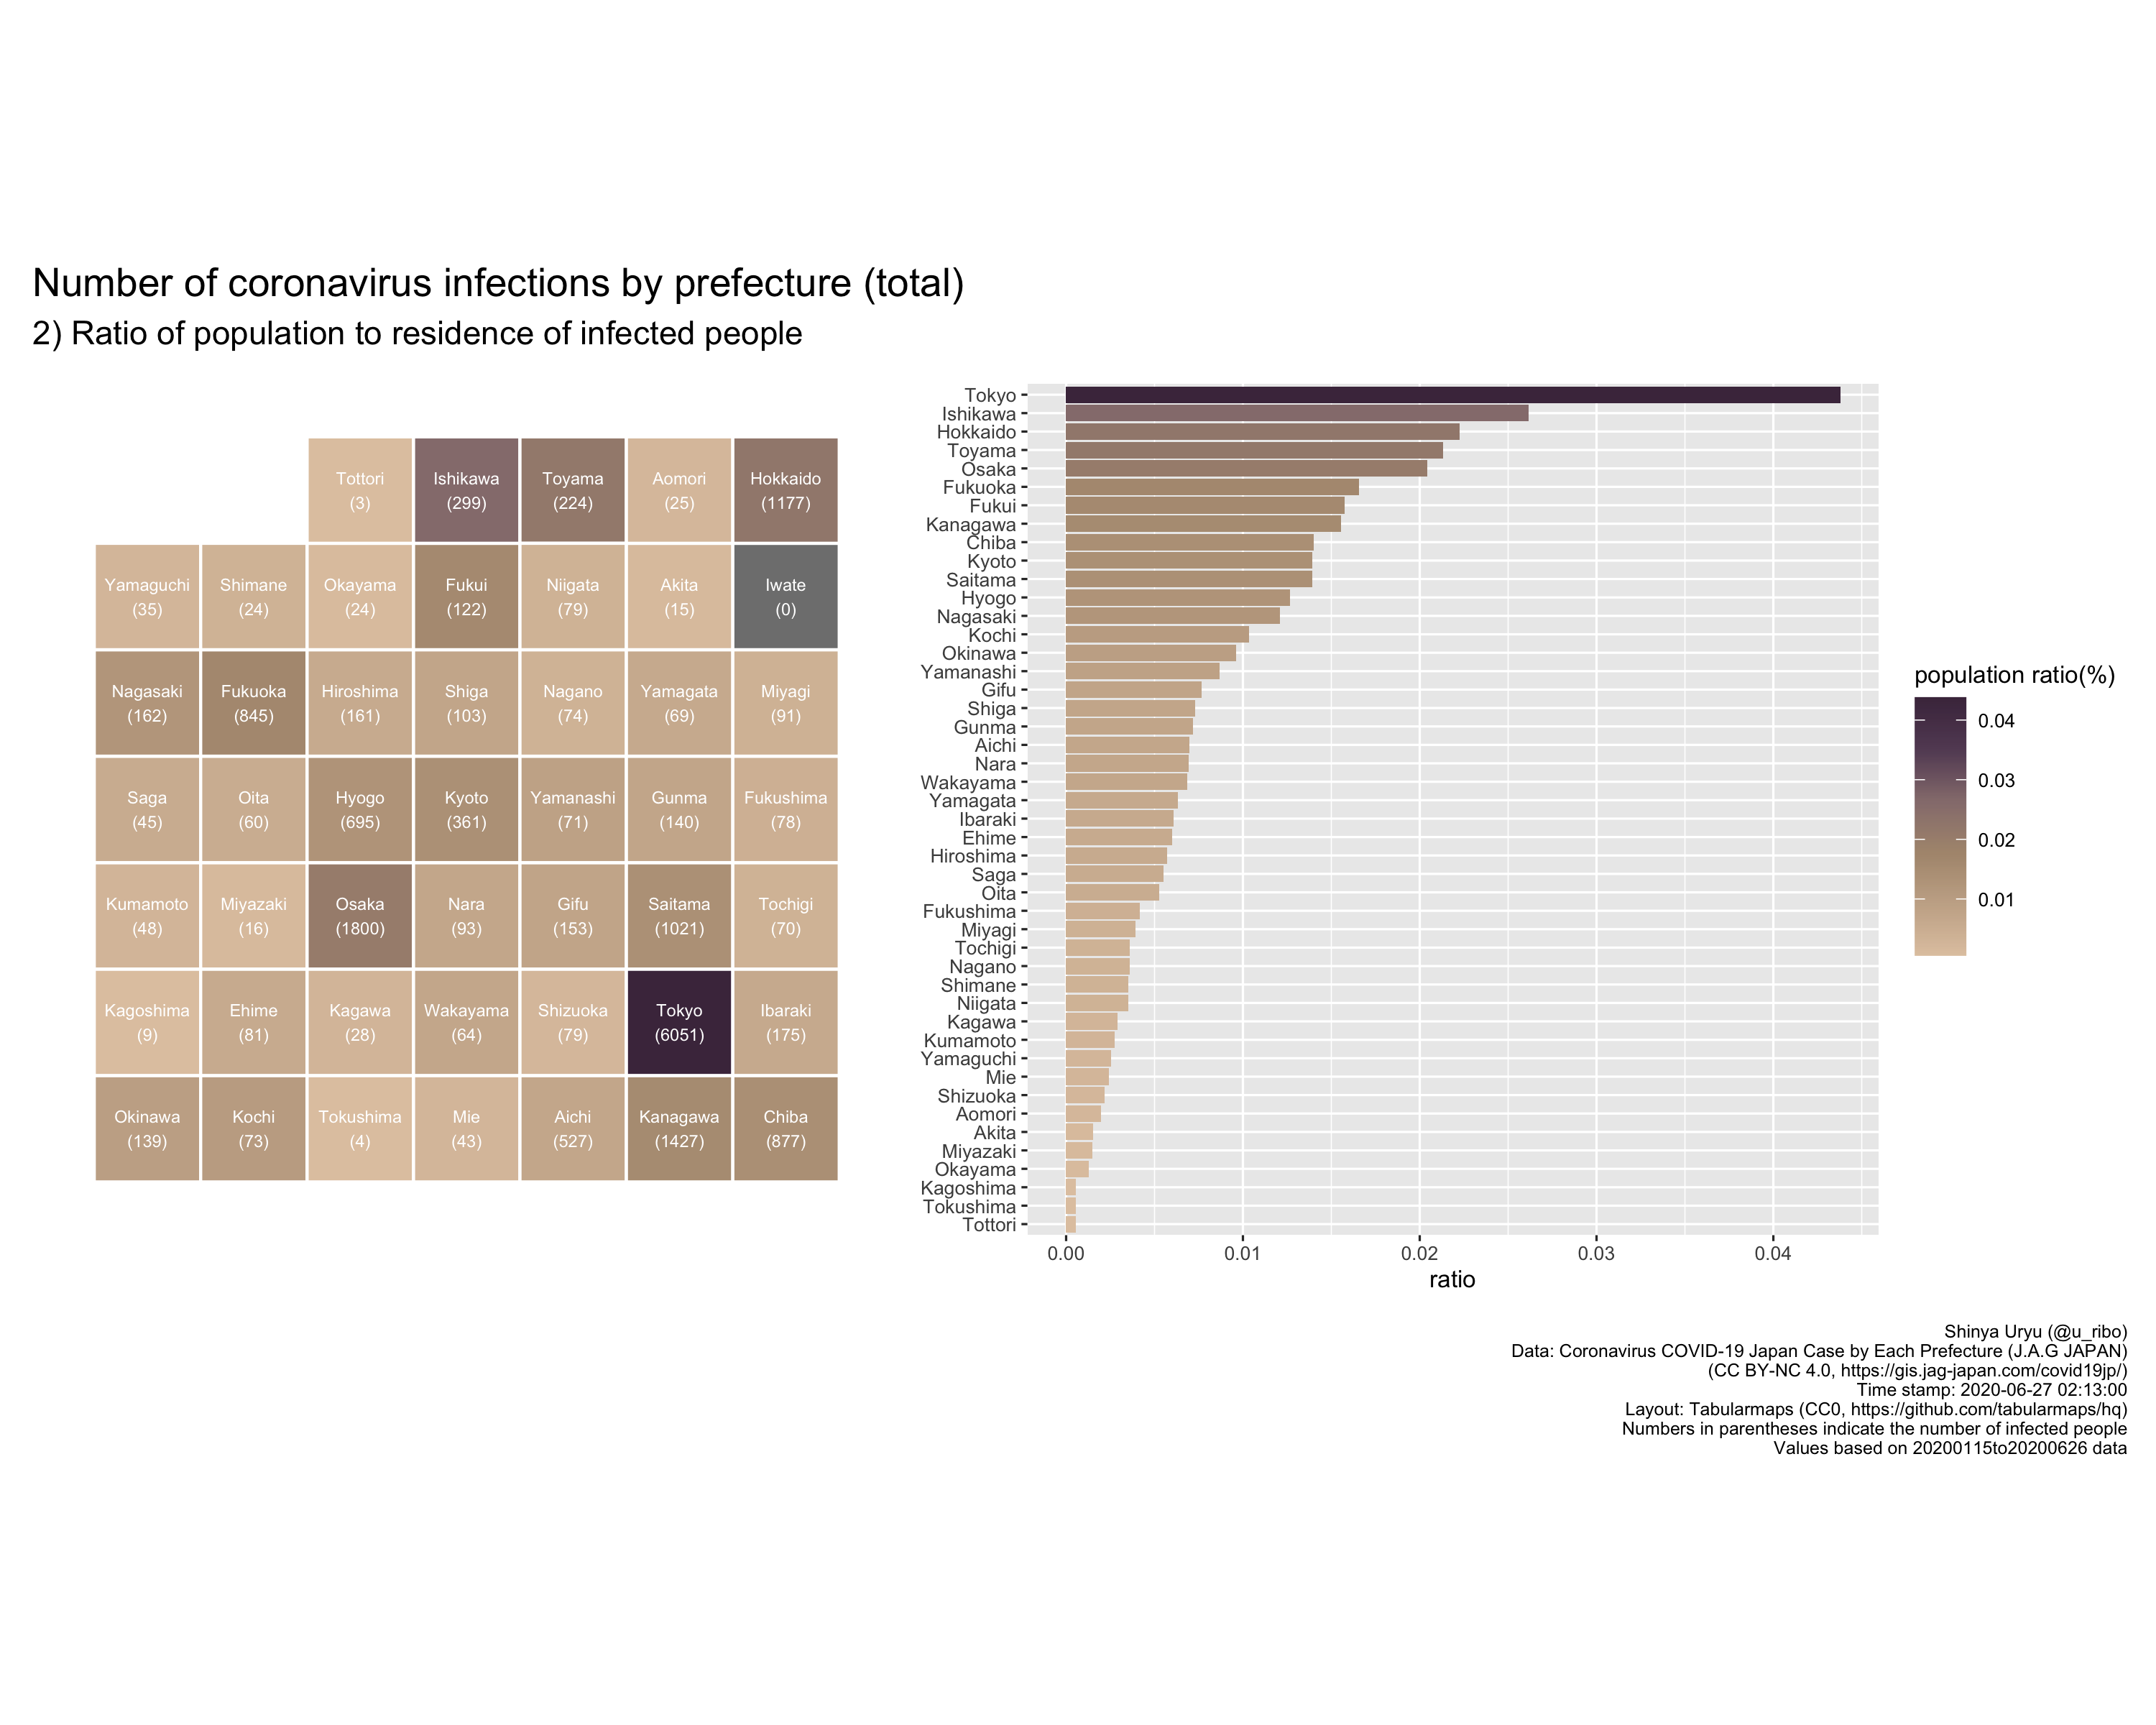 Number of coronavirus infections by prefecture (total)
2) Ratio of population to residence of infected people
Tottori
(3)
Ishikawa
(299)
Toyama
(224)
Aomori
(25)
Hokkaido
(1177)
Yamaguchi
(35)
Shimane
(24)
Okayama
(24)
Fukui
(122)
Niigata
(79)
Akita
(15)
Iwate
(0)
Nagasaki
(162)
Fukuoka
(845)
Hiroshima
(161)
Shiga
(103)
Nagano
(74)
Yamagata
(69)
Miyagi
(91)
Saga
(45)
Oita
(60)
Hyogo
(695)
Kyoto
(361)
Yamanashi
(71)
Gunma
(140)
Fukushima
(78)
Kumamoto
(48)
Miyazaki
(16)
Osaka
(1800)
Nara
(93)
Gifu
(153)
Saitama
(1021)
Tochigi
(70)
Kagoshima
(9)
Ehime
(81)
Kagawa
(28)
Wakayama
(64)
Shizuoka
(79)
Tokyo
(6051)
Ibaraki
(175)
Okinawa
(139)
Kochi
(73)
Tokushima
(4)
Mie
(43)
Aichi
(527)
Kanagawa
(1427)
Chiba
(877)
Tokyo
Ishikawa
Hokkaido
Toyama
Osaka
Fukuoka
Fukui
Kanagawa
Chiba
Kyoto
Saitama
Hyogo
Nagasaki
Kochi
Okinawa
Yamanashi
Gifu
Shiga
Gunma
Aichi
Nara
Wakayama
Yamagata
Ibaraki
Ehime
Hiroshima
Saga
Oita
Fukushima
Miyagi
Tochigi
Nagano
Shimane
Niigata
Kagawa
Kumamoto
Yamaguchi
Mie
Shizuoka
Aomori
Akita
Miyazaki
Okayama
Kagoshima
Tokushima
Tottori
0.00 0.01 0.02 0.03 0.04
ratio
population ratio(%)
0.04
0.03
0.02
0.01
Shinya Uryu (@u_ribo)
Data: Coronavirus COVID-19 Japan Case by Each Prefecture (J.A.G JAPAN)
(CC BY-NC 4.0, https://gis.jag-japan.com/covid19jp/)
Time stamp: 2020-06-27 02:13:00
Layout: Tabularmaps (CC0, https://github.com/tabularmaps/hq)
Numbers in parentheses indicate the number of infected people
Values based on 20200115to20200626 data